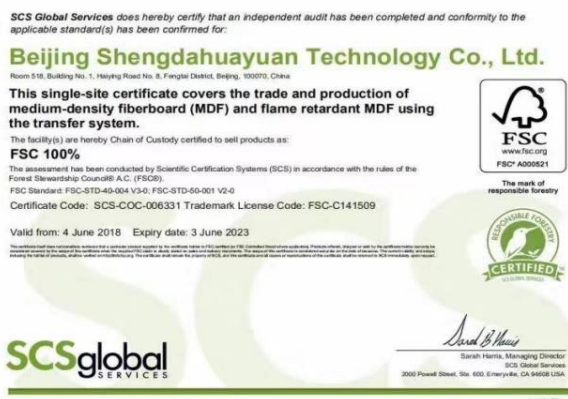 SCS Global Services does hereby certify that an independent audit has been completed and conformity to the
applicable standard(s) has been confirmed for:
Beijing Shengdahuayuan Technology Co., Ltd.
Room 518, Building No. 1, Haiying Road No. 8, Fengtai District, Beijing, 100070, China
This single-site certificate covers the trade and production of
medium-density fiberboard (MDF) and flame retardant MDF using
the transfer system.
The facility(s) are hereby Chain of Custody certified to sell products as:
FSC 100%
The assessment has been conducted by Scientific Certification Systems (SCS) in accordance with the rules of the
Forest Stewardship Council® A.C. (FSC®).
FSC Standard: FSC-STD-40-004 V3-0; FSC-STD-50-001 V2-0
Certificate Code: SCS-COC-006331 Trademark License Code: FSC-C141509
Valid from: 4 June 2018 Expiry date: 3 June 2023
FSC
www.fsc.org
FSC® A000521
The mark of
responsible forestry
RESPONSIBLE FORESTRY
CERTIFIED
SCS GLOBAL SERVICES
SCSglobal
SERVICES
Sarah Harris, Managing Director
SCS Global Services
2000 Powell Street, Ste. 600, Emeryville, CA 94608 USA
SCS